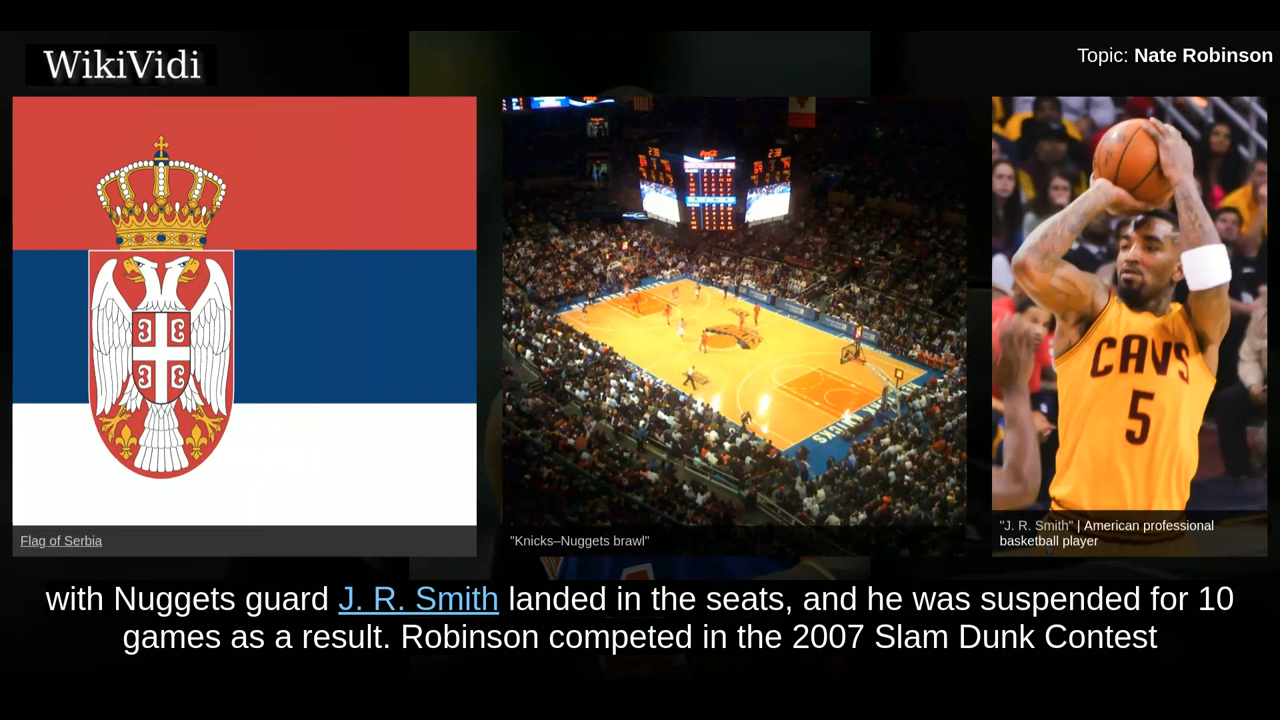 WikiVidi
Topic: Nate Robinson
CAVS
5
Flag of Serbia
"Knicks–Nuggets brawl"
"J. R. Smith" | American professional
basketball player
with Nuggets guard J. R. Smith landed in the seats, and he was suspended for 10
games as a result. Robinson competed in the 2007 Slam Dunk Contest